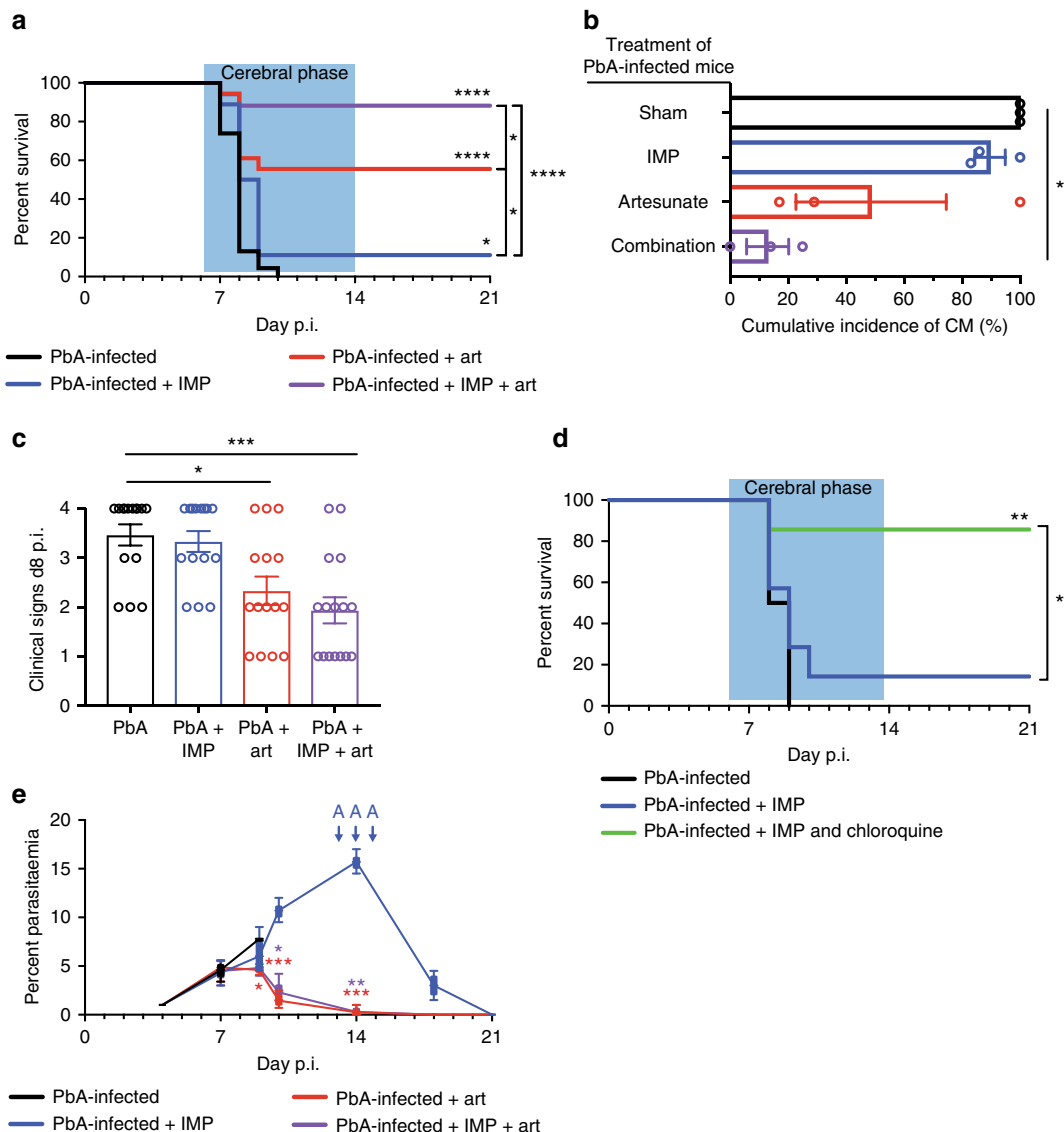 a
Cerebral phase
Percent survival
100
80
60
40
20
0
****
****
*
*
*
****
0 7 14 21
Day p.i.
PbA-infected
PbA-infected + IMP
PbA-infected + art
PbA-infected + IMP + art
b
Treatment of
PbA-infected mice
Sham
IMP
Artesunate
Combination
*
0 20 40 60 80 100
Cumulative incidence of CM (%)
c
***
*
Clinical signs d8 p.i.
4
3
2
1
0
PbA
PbA +
IMP
PbA +
art
PbA +
IMP + art
d
Cerebral phase
Percent survival
100
80
60
40
20
0
**
*
0 7 14 21
Day p.i.
PbA-infected
PbA-infected + IMP
PbA-infected + IMP and chloroquine
e
A A A
Percent parasitaemia
20
15
10
5
0
*
***
*
**
***
0 7 14 21
Day p.i.
PbA-infected
PbA-infected + IMP
PbA-infected + art
PbA-infected + IMP + art